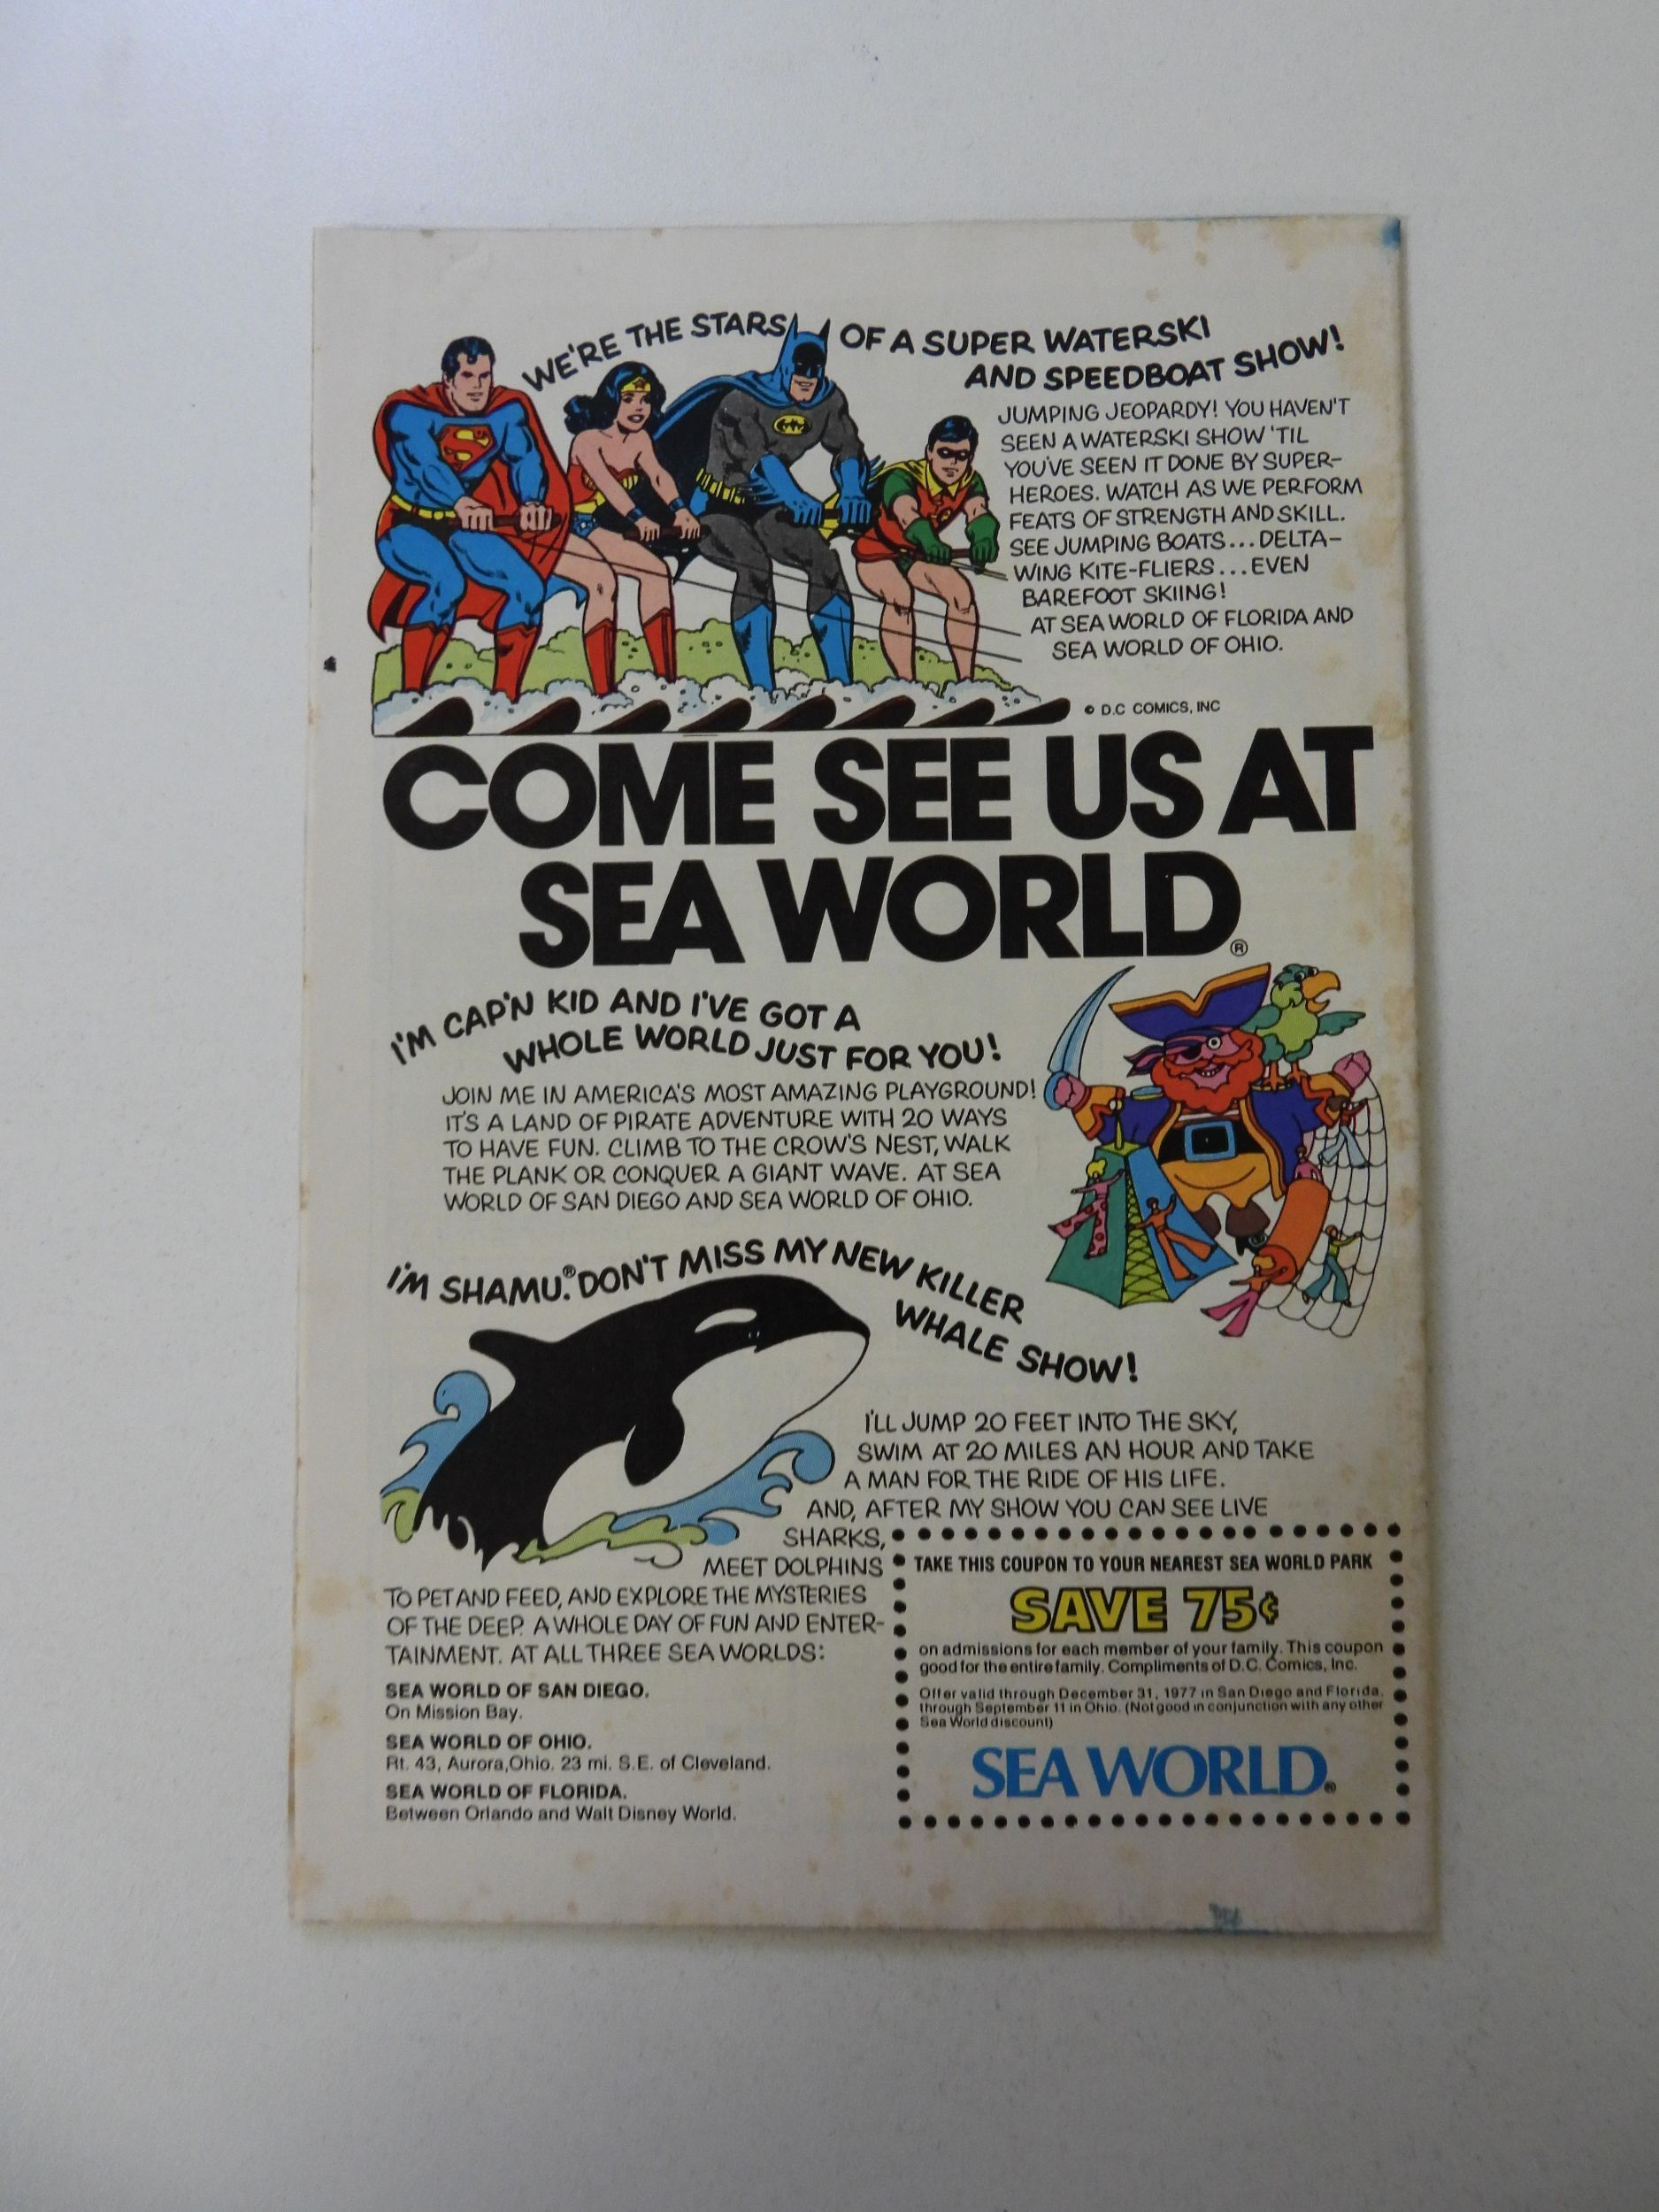 WE'RE THE STARS OF A SUPER WATERSKI
AND SPEEDBOAT SHOW!
JUMPING JEOPARDY! YOU HAVEN'T
SEEN A WATERSKI SHOW 'TIL
YOU'VE SEEN IT DONE BY SUPER-
HEROES. WATCH AS WE PERFORM
FEATS OF STRENGTH AND SKILL.
SEE JUMPING BOATS...DELTA-
WING KITE-FLIERS...EVEN
BAREFOOT SKIING!
AT SEA WORLD OF FLORIDA AND
SEA WORLD OF OHIO.
© D.C COMICS, INC
COME SEE US AT
SEA WORLD®
I'M CAP'N KID AND I'VE GOT A
WHOLE WORLD JUST FOR YOU!
JOIN ME IN AMERICA'S MOST AMAZING PLAYGROUND!
IT'S A LAND OF PIRATE ADVENTURE WITH 20 WAYS
TO HAVE FUN. CLIMB TO THE CROW'S NEST, WALK
THE PLANK OR CONQUER A GIANT WAVE. AT SEA
WORLD OF SAN DIEGO AND SEA WORLD OF OHIO.
I'M SHAMU.® DON'T MISS MY NEW KILLER
WHALE SHOW!
I'LL JUMP 20 FEET INTO THE SKY,
SWIM AT 20 MILES AN HOUR AND TAKE
A MAN FOR THE RIDE OF HIS LIFE.
AND, AFTER MY SHOW YOU CAN SEE LIVE
SHARKS,
MEET DOLPHINS
TO PET AND FEED, AND EXPLORE THE MYSTERIES
OF THE DEEP. A WHOLE DAY OF FUN AND ENTER-
TAINMENT. AT ALL THREE SEA WORLDS:
SEA WORLD OF SAN DIEGO.
On Mission Bay.
SEA WORLD OF OHIO.
Rt. 43, Aurora, Ohio. 23 mi. S.E. of Cleveland.
SEA WORLD OF FLORIDA.
Between Orlando and Walt Disney World.
TAKE THIS COUPON TO YOUR NEAREST SEA WORLD PARK
SAVE 75¢
on admissions for each member of your family. This coupon
good for the entire family. Compliments of D.C. Comics, Inc.
Offer valid through December 31, 1977 in San Diego and Florida,
through September 11 in Ohio. (Not good in conjunction with any other
Sea World discount)
SEA WORLD®